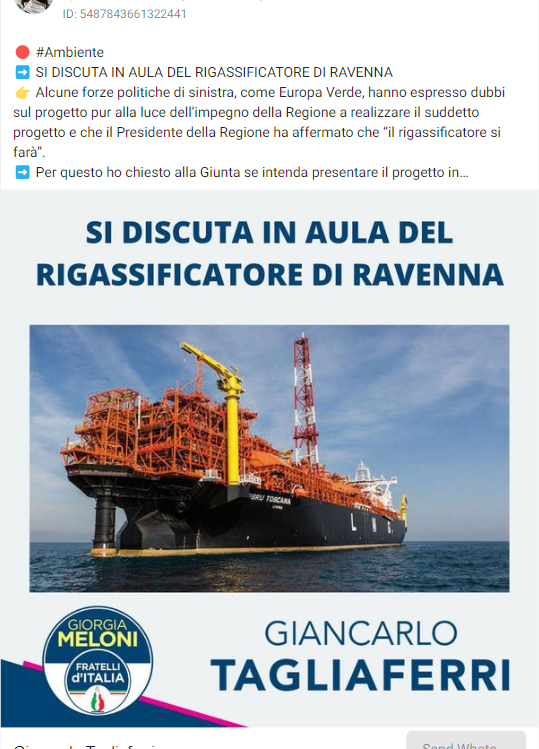 ID: 5487843661322441
🔴 #Ambiente
➡️ SI DISCUTA IN AULA DEL RIGASSIFICATORE DI RAVENNA
👉 Alcune forze politiche di sinistra, come Europa Verde, hanno espresso dubbi
sul progetto pur alla luce dell'impegno della Regione a realizzare il suddetto
progetto e che il Presidente della Regione ha affermato che “il rigassificatore si
farà”.
➡️ Per questo ho chiesto alla Giunta se intenda presentare il progetto in...
SI DISCUTA IN AULA DEL
RIGASSIFICATORE DI RAVENNA
TOSCANA
L N G
GIORGIA
MELONI
FRATELLI
d'ITALIA
GIANCARLO
TAGLIAFERRI